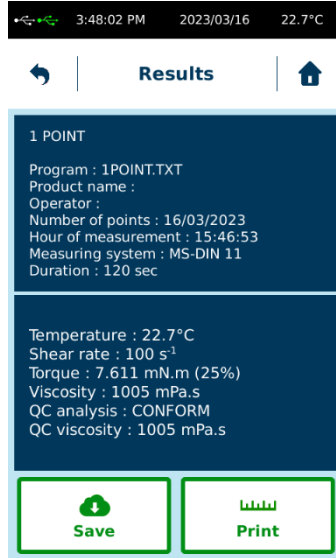 3:48:02 PM 2023/03/16 22.7°C
Results
1 POINT
Program : 1POINT.TXT
Product name :
Operator :
Number of points : 16/03/2023
Hour of measurement : 15:46:53
Measuring system : MS-DIN 11
Duration : 120 sec
Temperature : 22.7°C
Shear rate : 100 s⁻¹
Torque : 7.611 mN.m (25%)
Viscosity : 1005 mPa.s
QC analysis : CONFORM
QC viscosity : 1005 mPa.s
Save Print